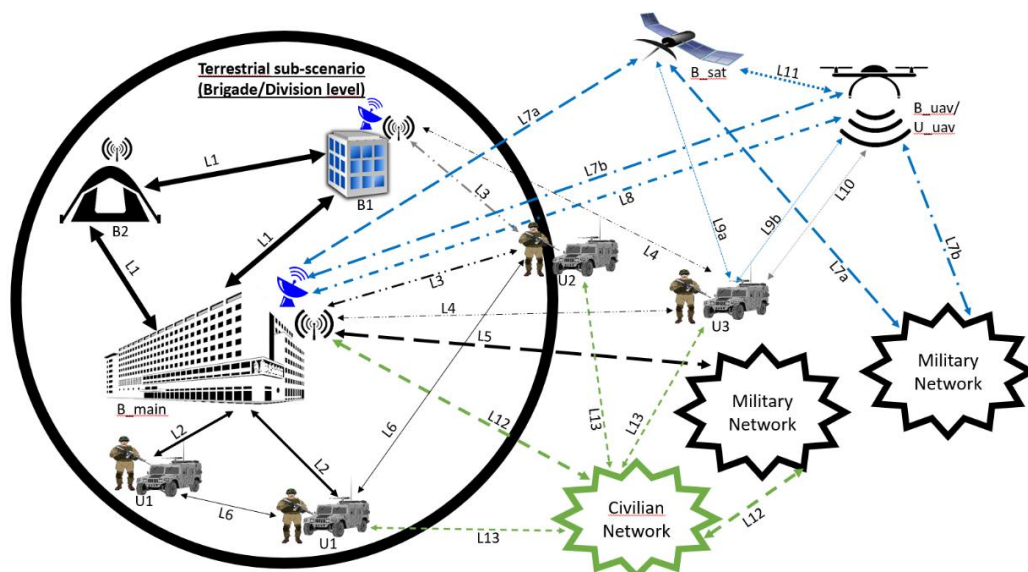 Terrestrial sub-scenario
(Brigade/Division level)
B_sat
L11
B_uav/
U_uav
L7a
L1
B1
L3
L7b
L8
L10
B2
L9b
L9a
L1
L1
L4
L7a
L7b
L3
U2
L4
U3
L5
Military
Network
Military
Network
B_main
L12
L6
L13
L13
L2
L2
U1
L6
U1
L13
Civilian
Network
L12